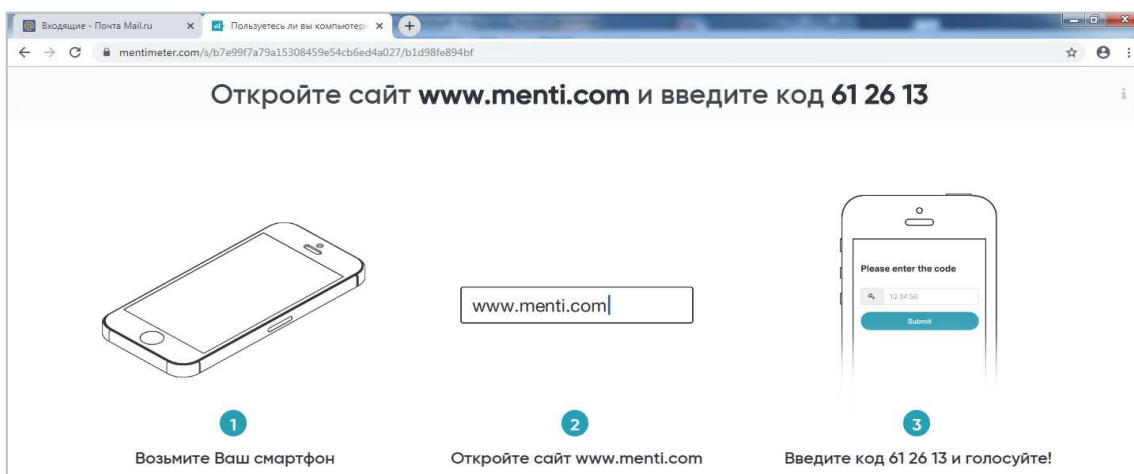 Входящие - Почта Mail.ru
Пользуетесь ли вы компьютер
mentimeter.com/s/b7e99f7a79a15308459e54cb6ed4a027/b1d98fe894bf
Откройте сайт www.menti.com и введите код 61 26 13
www.menti.com
Please enter the code
12 34 56
Submit
1
2
3
Возьмите Ваш смартфон
Откройте сайт www.menti.com
Введите код 61 26 13 и голосуйте!